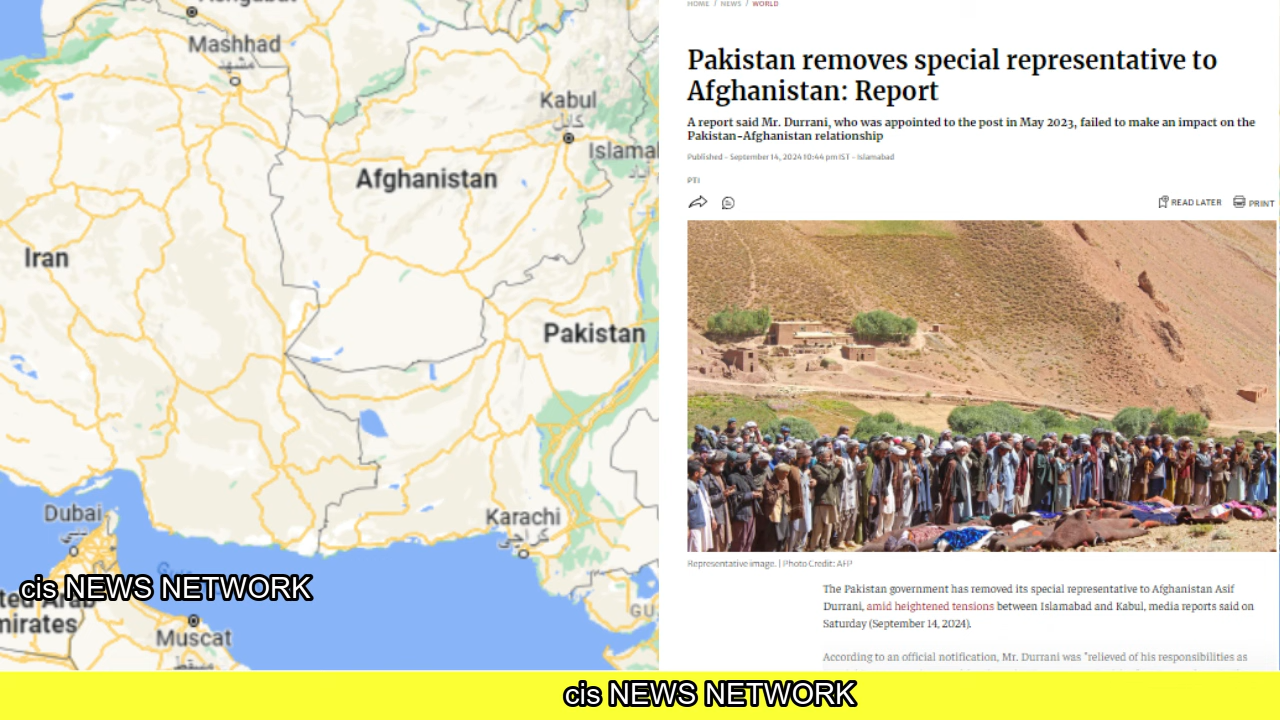 Mashhad
مشهد
Kabul
کابل
Afghanistan
Iran
Pakistan
Dubai
دبي
Karachi
کراچی
Muscat
مسقط
cis NEWS NETWORK
HOME / NEWS / WORLD
Pakistan removes special representative to
Afghanistan: Report
A report said Mr. Durrani, who was appointed to the post in May 2023, failed to make an impact on the
Pakistan-Afghanistan relationship
Published - September 14, 2024 10:44 pm IST - Islamabad
PTI
READ LATER
PRINT
Representative image. | Photo Credit: AFP
The Pakistan government has removed its special representative to Afghanistan Asif
Durrani, amid heightened tensions between Islamabad and Kabul, media reports said on
Saturday (September 14, 2024).
According to an official notification, Mr. Durrani was "relieved of his responsibilities as
cis NEWS NETWORK